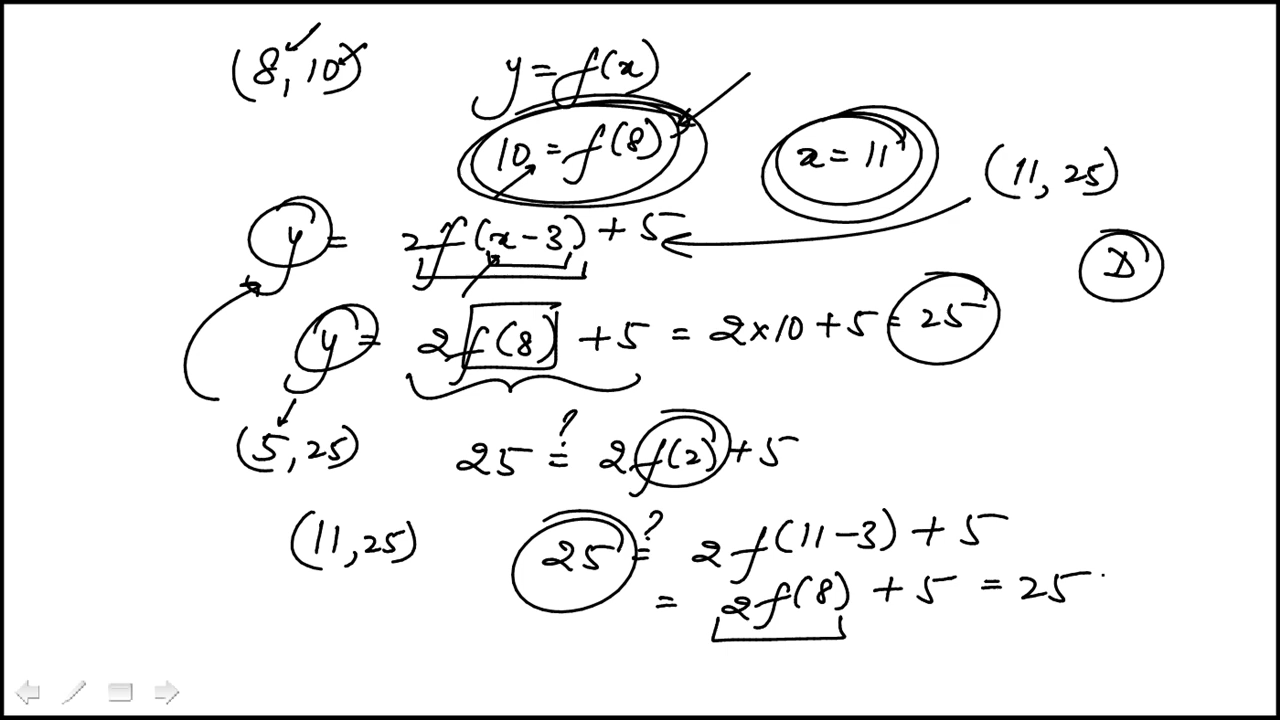 (8, 10)
y = f(x)
10 = f(8)
x = 11
(11, 25)
y = 2f(x-3) + 5
D
y = 2f(8) + 5 = 2×10 + 5 = 25
(5, 25)
25 ?= 2f(2) + 5
(11, 25)
25 ?= 2f(11-3) + 5
= 2f(8) + 5 = 25